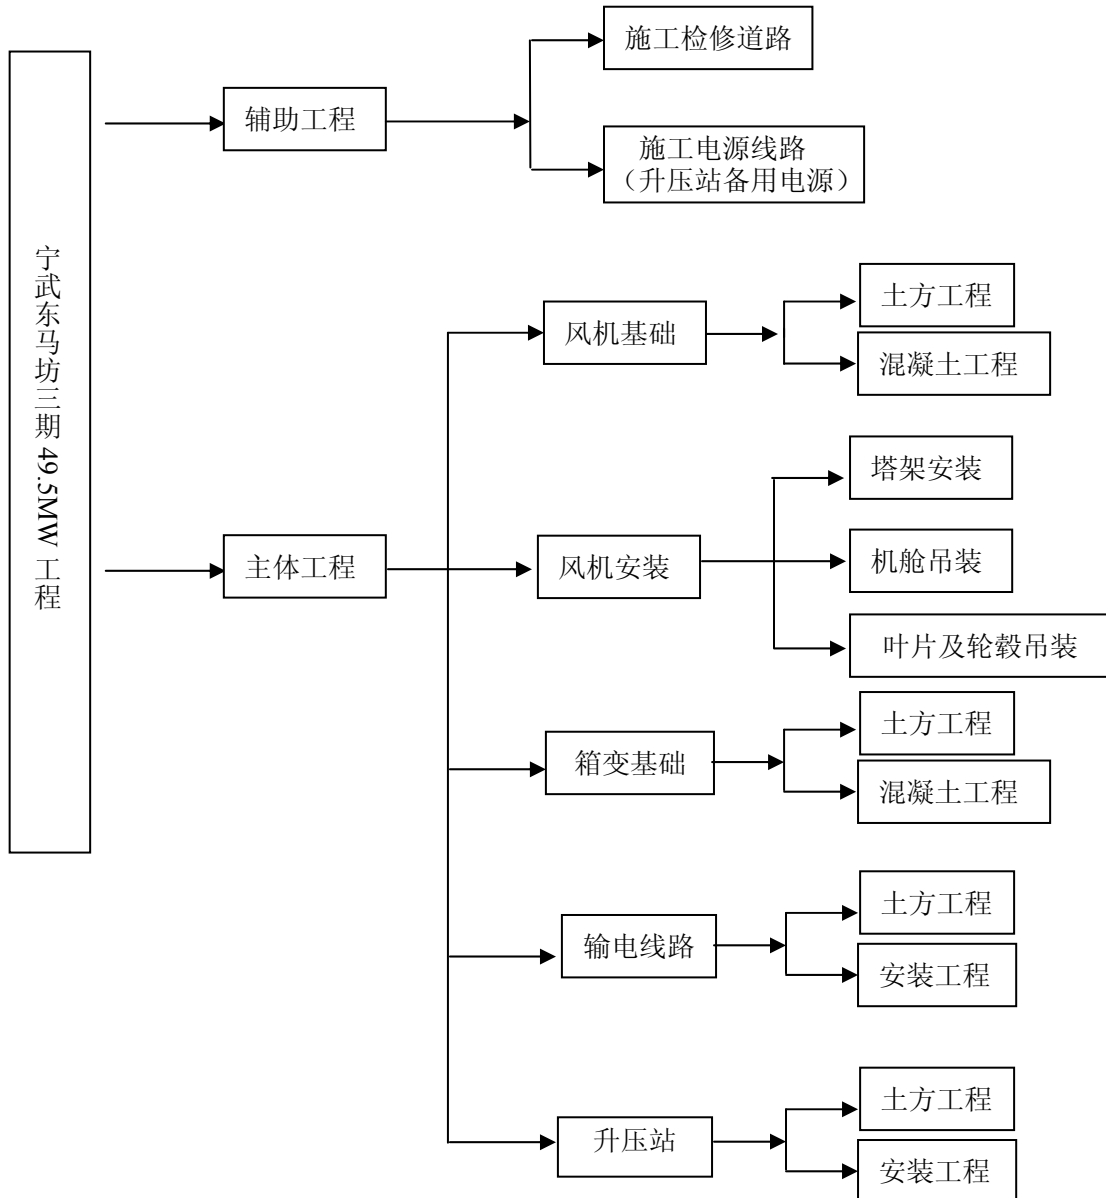 施工检修道路
辅助工程
施工电源线路
（升压站备用电源）
宁武东马坊三期 49.5MW 工程
土方工程
风机基础
混凝土工程
塔架安装
主体工程
风机安装
机舱吊装
叶片及轮毂吊装
土方工程
箱变基础
混凝土工程
土方工程
输电线路
安装工程
土方工程
升压站
安装工程